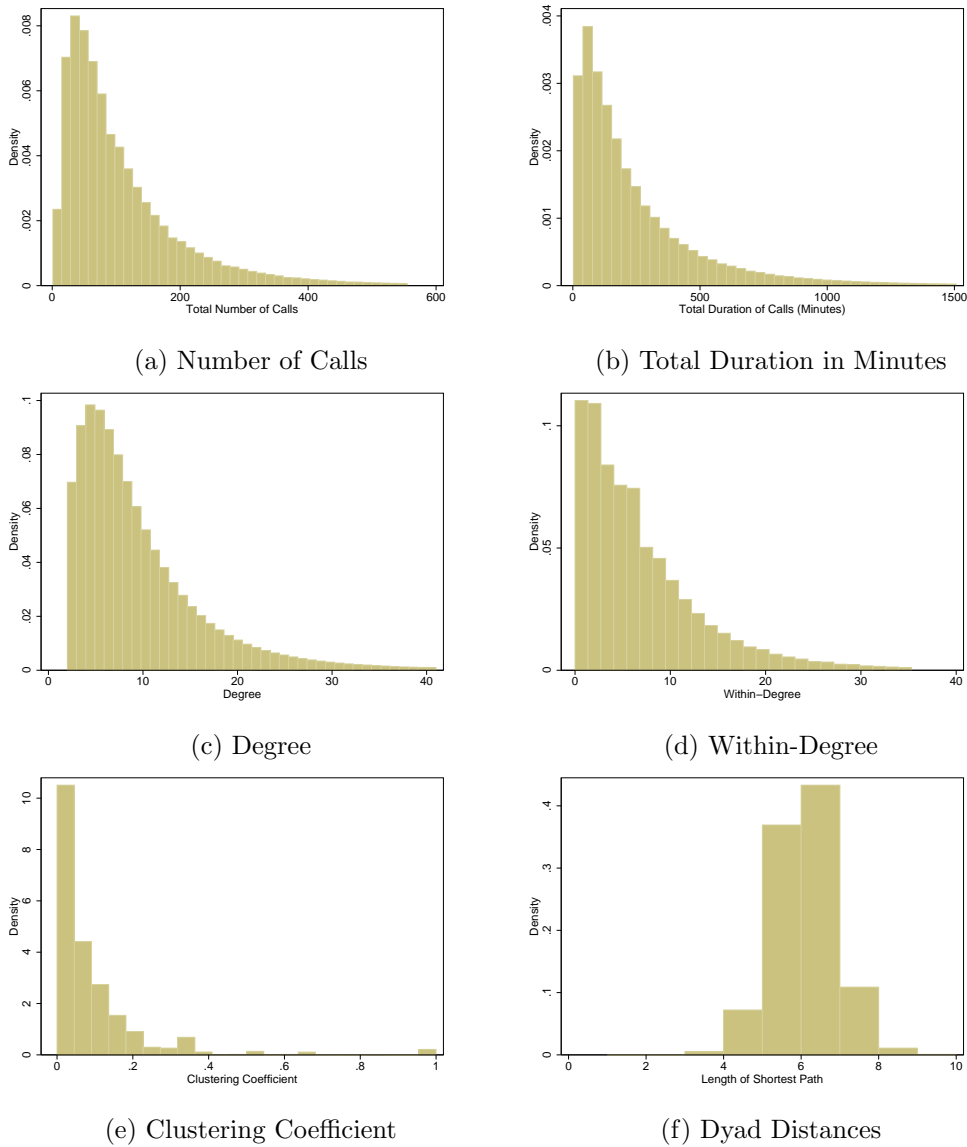 .008
.006
.004
.002
0
Density
0 200 400 600
Total Number of Calls
(a) Number of Calls
.004
.003
.002
.001
0
Density
0 500 1000 1500
Total Duration of Calls (Minutes)
(b) Total Duration in Minutes
.1
.08
.06
.04
.02
0
Density
0 10 20 30 40
Degree
(c) Degree
.1
.05
0
Density
0 10 20 30 40
Within−Degree
(d) Within-Degree
10
8
6
4
2
0
Density
0 .2 .4 .6 .8 1
Clustering Coefficient
(e) Clustering Coefficient
.4
.3
.2
.1
0
Density
0 2 4 6 8 10
Length of Shortest Path
(f) Dyad Distances